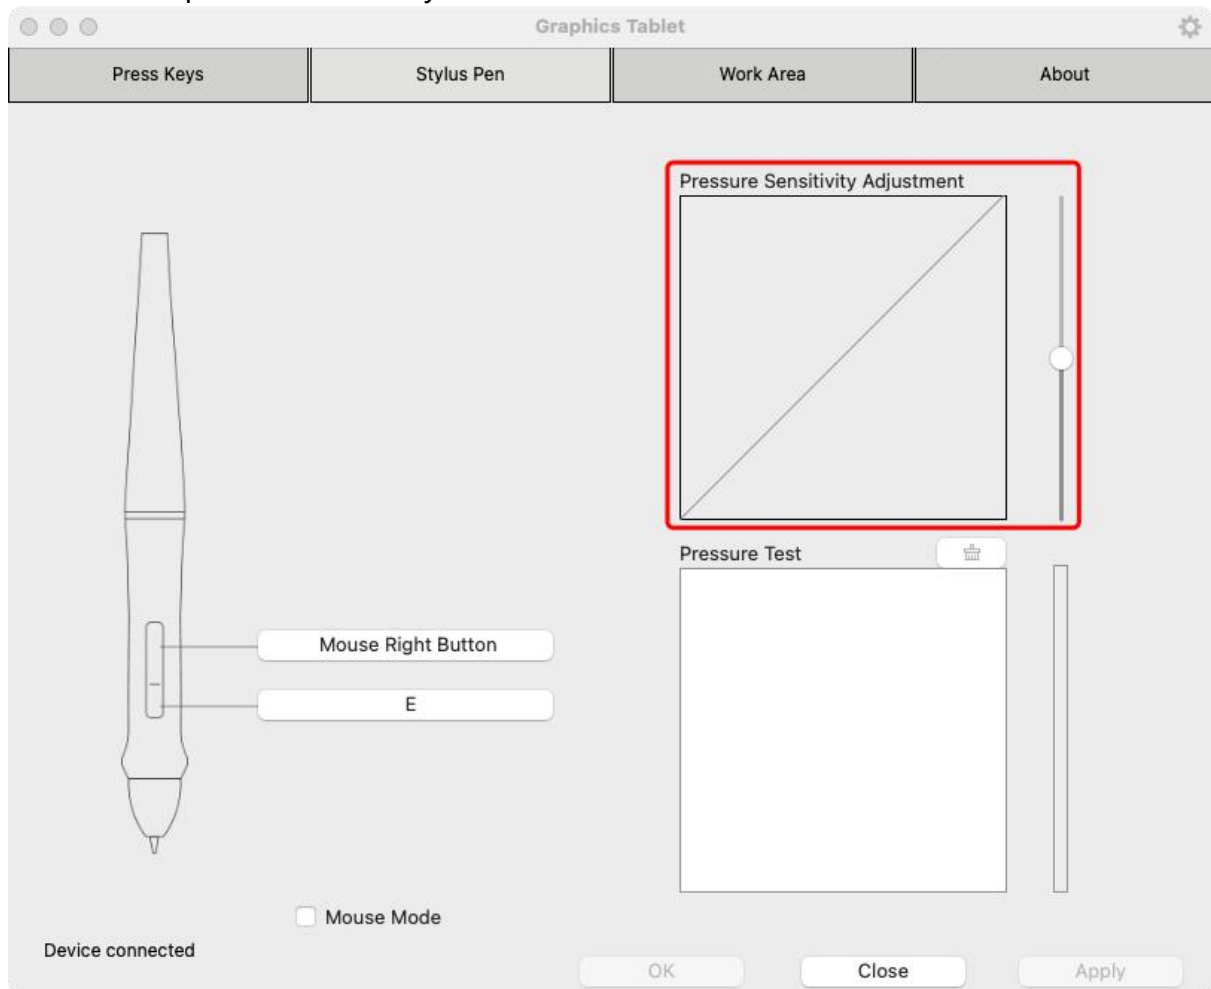 Graphics Tablet
Press Keys
Stylus Pen
Work Area
About
Pressure Sensitivity Adjustment
Pressure Test
Mouse Right Button
E
Mouse Mode
Device connected
OK
Close
Apply